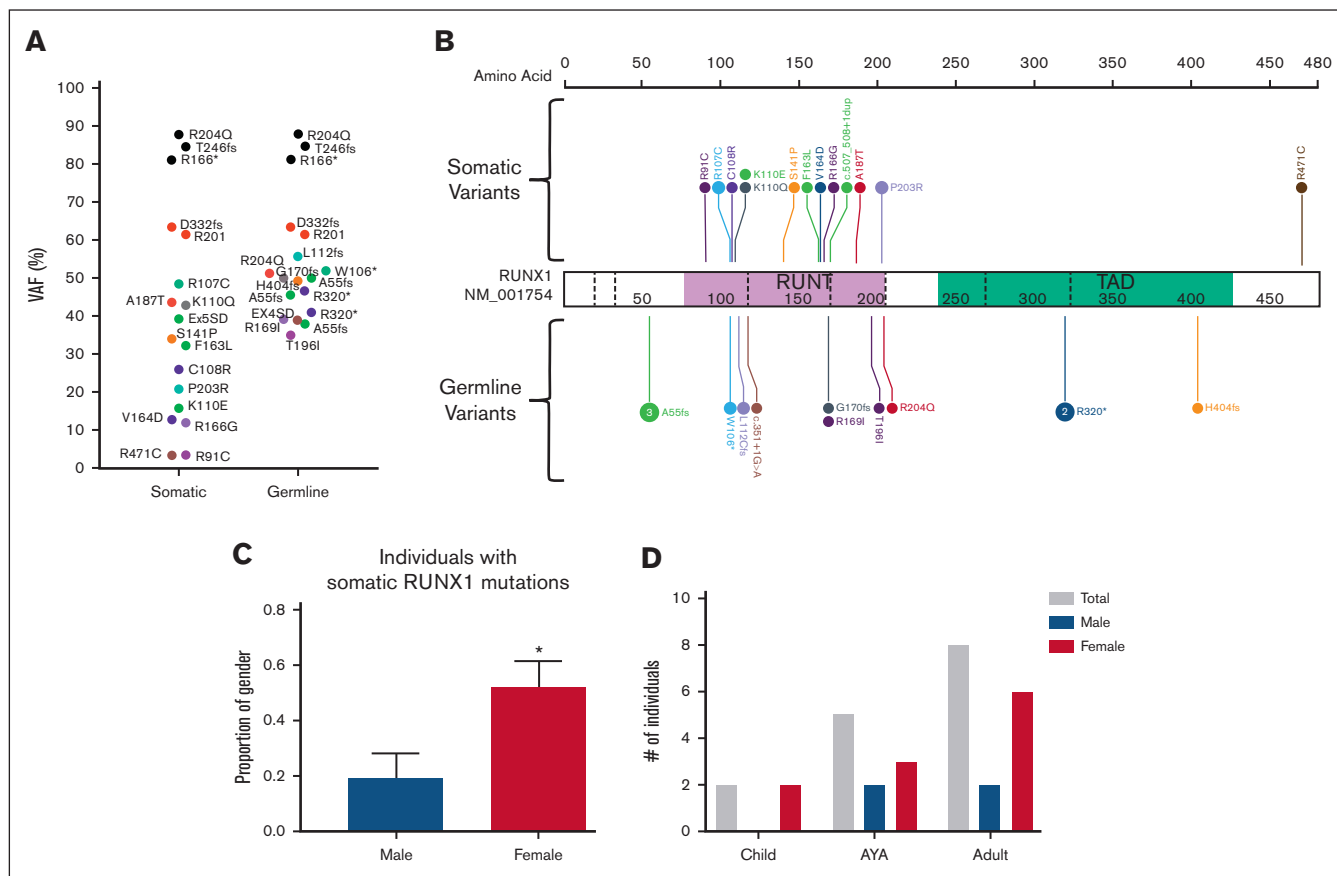 A
VAF (%)
100
90
80
70
60
50
40
30
20
10
0
R204Q
T246fs
R166*
D332fs
R201
R107C
A187T
K110Q
Ex5SD
S141P
F163L
C108R
P203R
K110E
V164D
R166G
R471C
R91C
R204Q
T246fs
R166*
D332fs
R201
L112fs
R204Q
G170fs
W106*
H404fs
A55fs
A55fs
R320*
EX4SD
R320*
R169I
A55fs
T196I
Somatic
Germline
B
Amino Acid
0 50 100 150 200 250 300 350 400 450 480
Somatic
Variants
R91C
R107C
C108R
K110E
K110Q
S141P
F163L
V164D
R166G
c.507_508+1dup
A187T
P203R
R471C
RUNX1
NM_001754
RUNT
TAD
50 100 150 200 250 300 350 400 450
Germline
Variants
3 A55fs
W106*
L112Cfs
c.351+1G>A
G170fs
R169I
T196I
R204Q
2 R320*
H404fs
C
Individuals with
somatic RUNX1 mutations
Proportion of gender
0.8
0.6
0.4
0.2
0.0
*
Male
Female
D
# of individuals
10
8
6
4
2
0
Child
AYA
Adult
Total
Male
Female